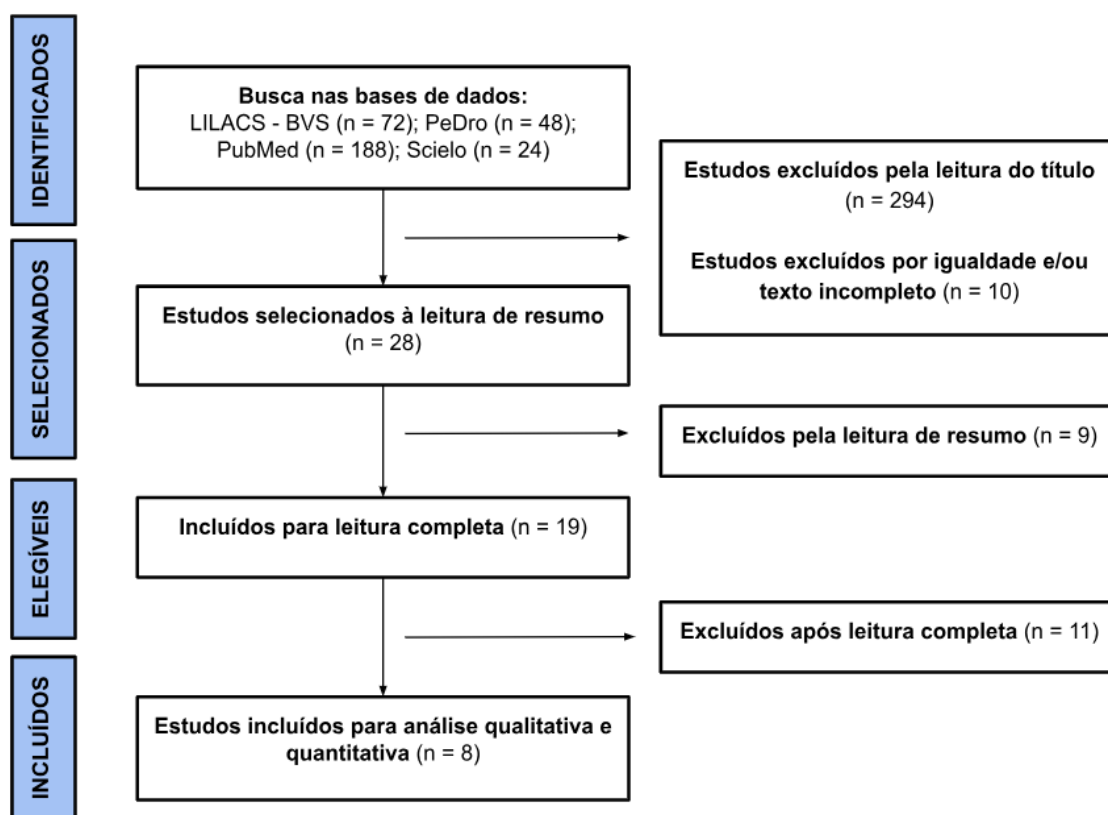 IDENTIFICADOS
Busca nas bases de dados:
LILACS - BVS (n = 72); PeDro (n = 48);
PubMed (n = 188); Scielo (n = 24)
Estudos excluídos pela leitura do título
(n = 294)
Estudos excluídos por igualdade e/ou
texto incompleto (n = 10)
SELECIONADOS
Estudos selecionados à leitura de resumo
(n = 28)
Excluídos pela leitura de resumo (n = 9)
ELEGÍVEIS
Incluídos para leitura completa (n = 19)
Excluídos após leitura completa (n = 11)
INCLUÍDOS
Estudos incluídos para análise qualitativa e
quantitativa (n = 8)